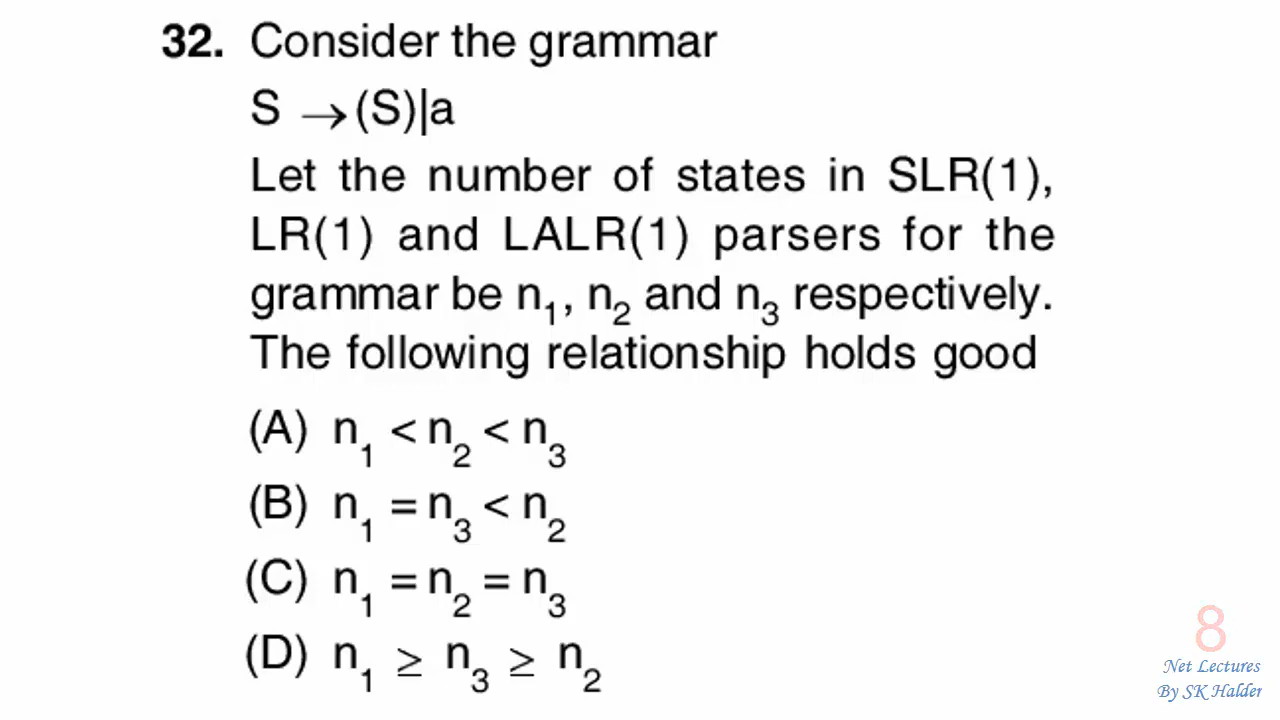 32. Consider the grammar
S → (S)|a
Let the number of states in SLR(1),
LR(1) and LALR(1) parsers for the
grammar be n₁, n₂ and n₃ respectively.
The following relationship holds good
(A) n₁ < n₂ < n₃
(B) n₁ = n₃ < n₂
(C) n₁ = n₂ = n₃
(D) n₁ ≥ n₃ ≥ n₂
8
Net Lectures
By SK Halder